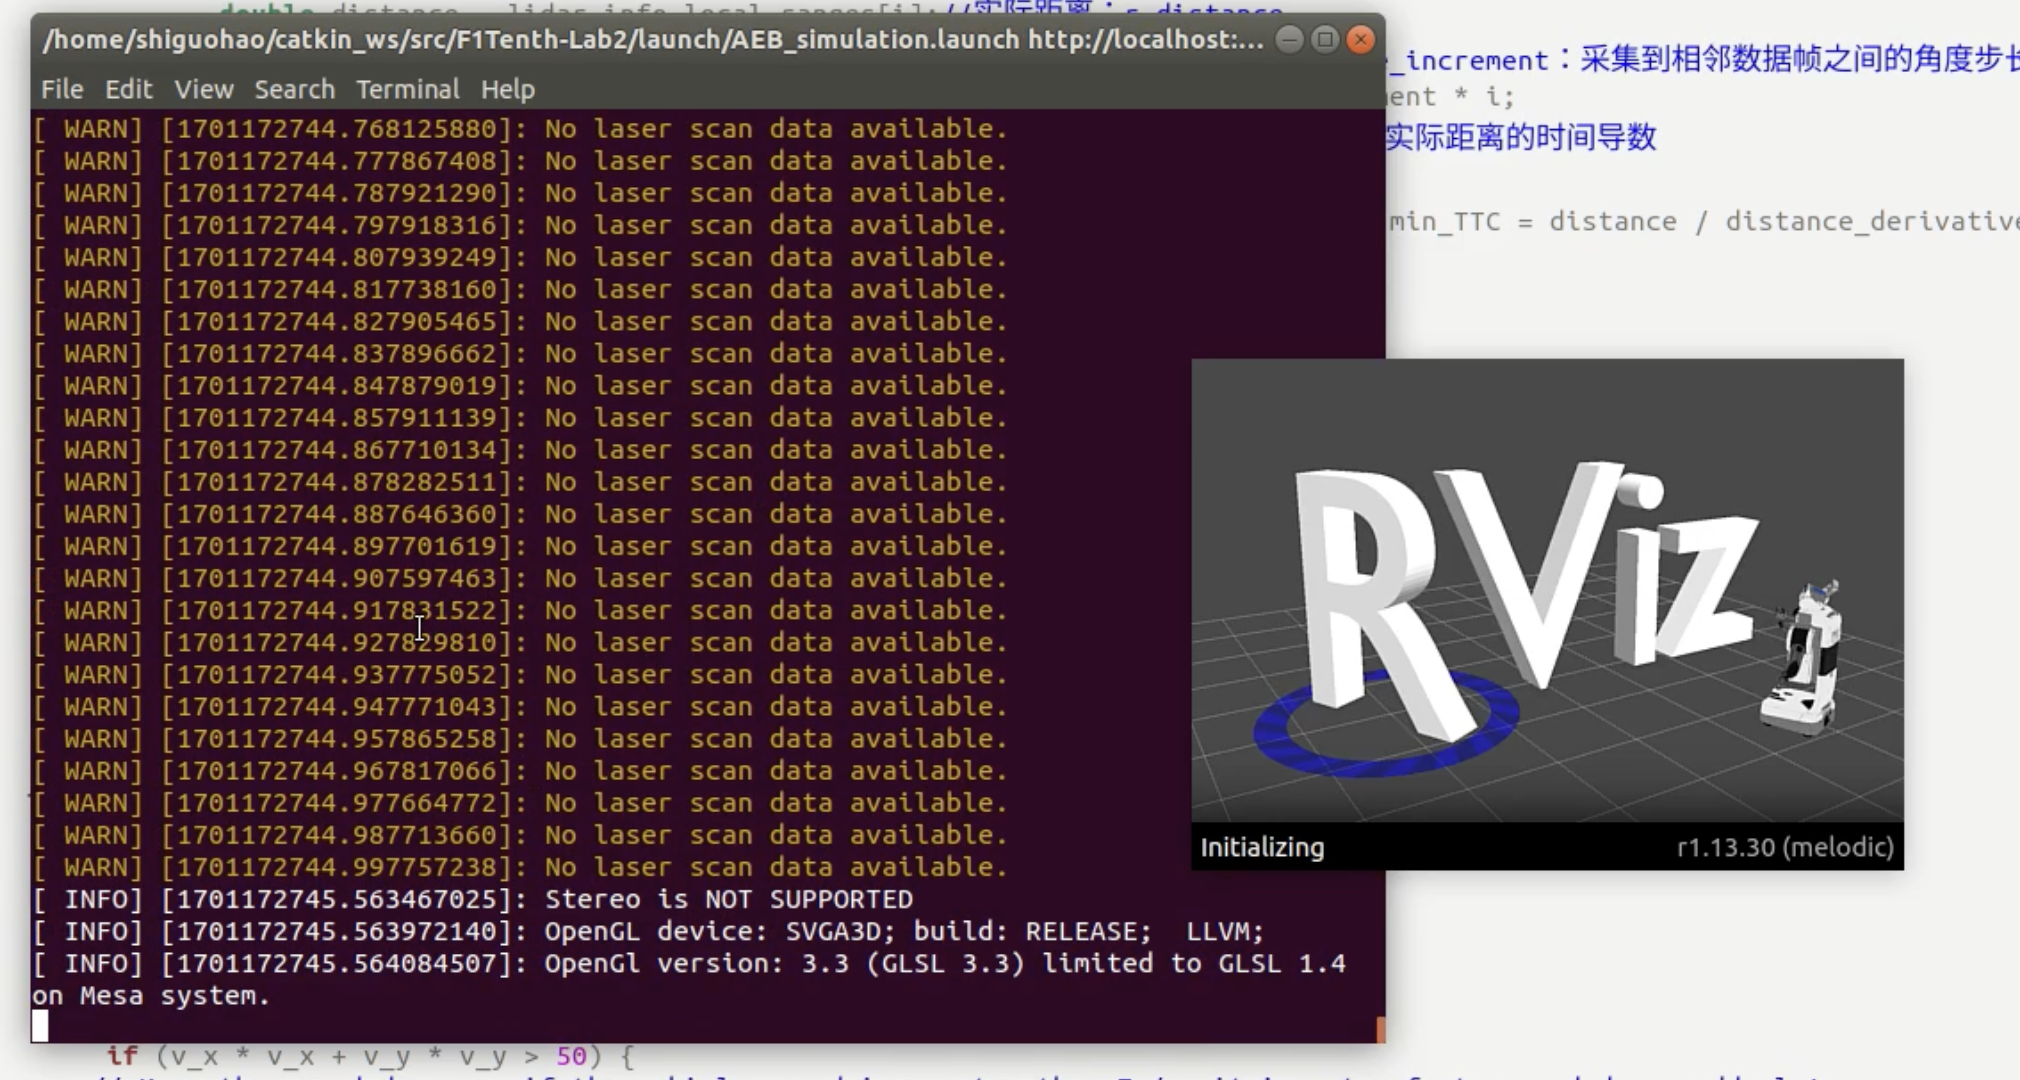 double distance = lidar_info_local.ranges[i];//实际距离：r distance
/home/shiguohao/catkin_ws/src/F1Tenth-Lab2/launch/AEB_simulation.launch http://localhost:...
_increment：采集到相邻数据帧之间的角度步长
File Edit View Search Terminal Help
ent * i;
[ WARN] [1701172744.768125880]: No laser scan data available.
实际距离的时间导数
[ WARN] [1701172744.777867408]: No laser scan data available.
[ WARN] [1701172744.787921290]: No laser scan data available.
[ WARN] [1701172744.797918316]: No laser scan data available.
min_TTC = distance / distance_derivative
[ WARN] [1701172744.807939249]: No laser scan data available.
[ WARN] [1701172744.817738160]: No laser scan data available.
[ WARN] [1701172744.827905465]: No laser scan data available.
[ WARN] [1701172744.837896662]: No laser scan data available.
[ WARN] [1701172744.847879019]: No laser scan data available.
[ WARN] [1701172744.857911139]: No laser scan data available.
[ WARN] [1701172744.867710134]: No laser scan data available.
[ WARN] [1701172744.878282511]: No laser scan data available.
[ WARN] [1701172744.887646360]: No laser scan data available.
[ WARN] [1701172744.897701619]: No laser scan data available.
[ WARN] [1701172744.907597463]: No laser scan data available.
[ WARN] [1701172744.917831522]: No laser scan data available.
[ WARN] [1701172744.927829810]: No laser scan data available.
[ WARN] [1701172744.937775052]: No laser scan data available.
[ WARN] [1701172744.947771043]: No laser scan data available.
[ WARN] [1701172744.957865258]: No laser scan data available.
[ WARN] [1701172744.967817066]: No laser scan data available.
[ WARN] [1701172744.977664772]: No laser scan data available.
[ WARN] [1701172744.987713660]: No laser scan data available.
[ WARN] [1701172744.997757238]: No laser scan data available.
[ INFO] [1701172745.563467025]: Stereo is NOT SUPPORTED
[ INFO] [1701172745.563972140]: OpenGL device: SVGA3D; build: RELEASE;  LLVM;
[ INFO] [1701172745.564084507]: OpenGl version: 3.3 (GLSL 3.3) limited to GLSL 1.4
on Mesa system.
RViz
Initializing
r1.13.30 (melodic)
if (v_x * v_x + v_y * v_y > 50) {